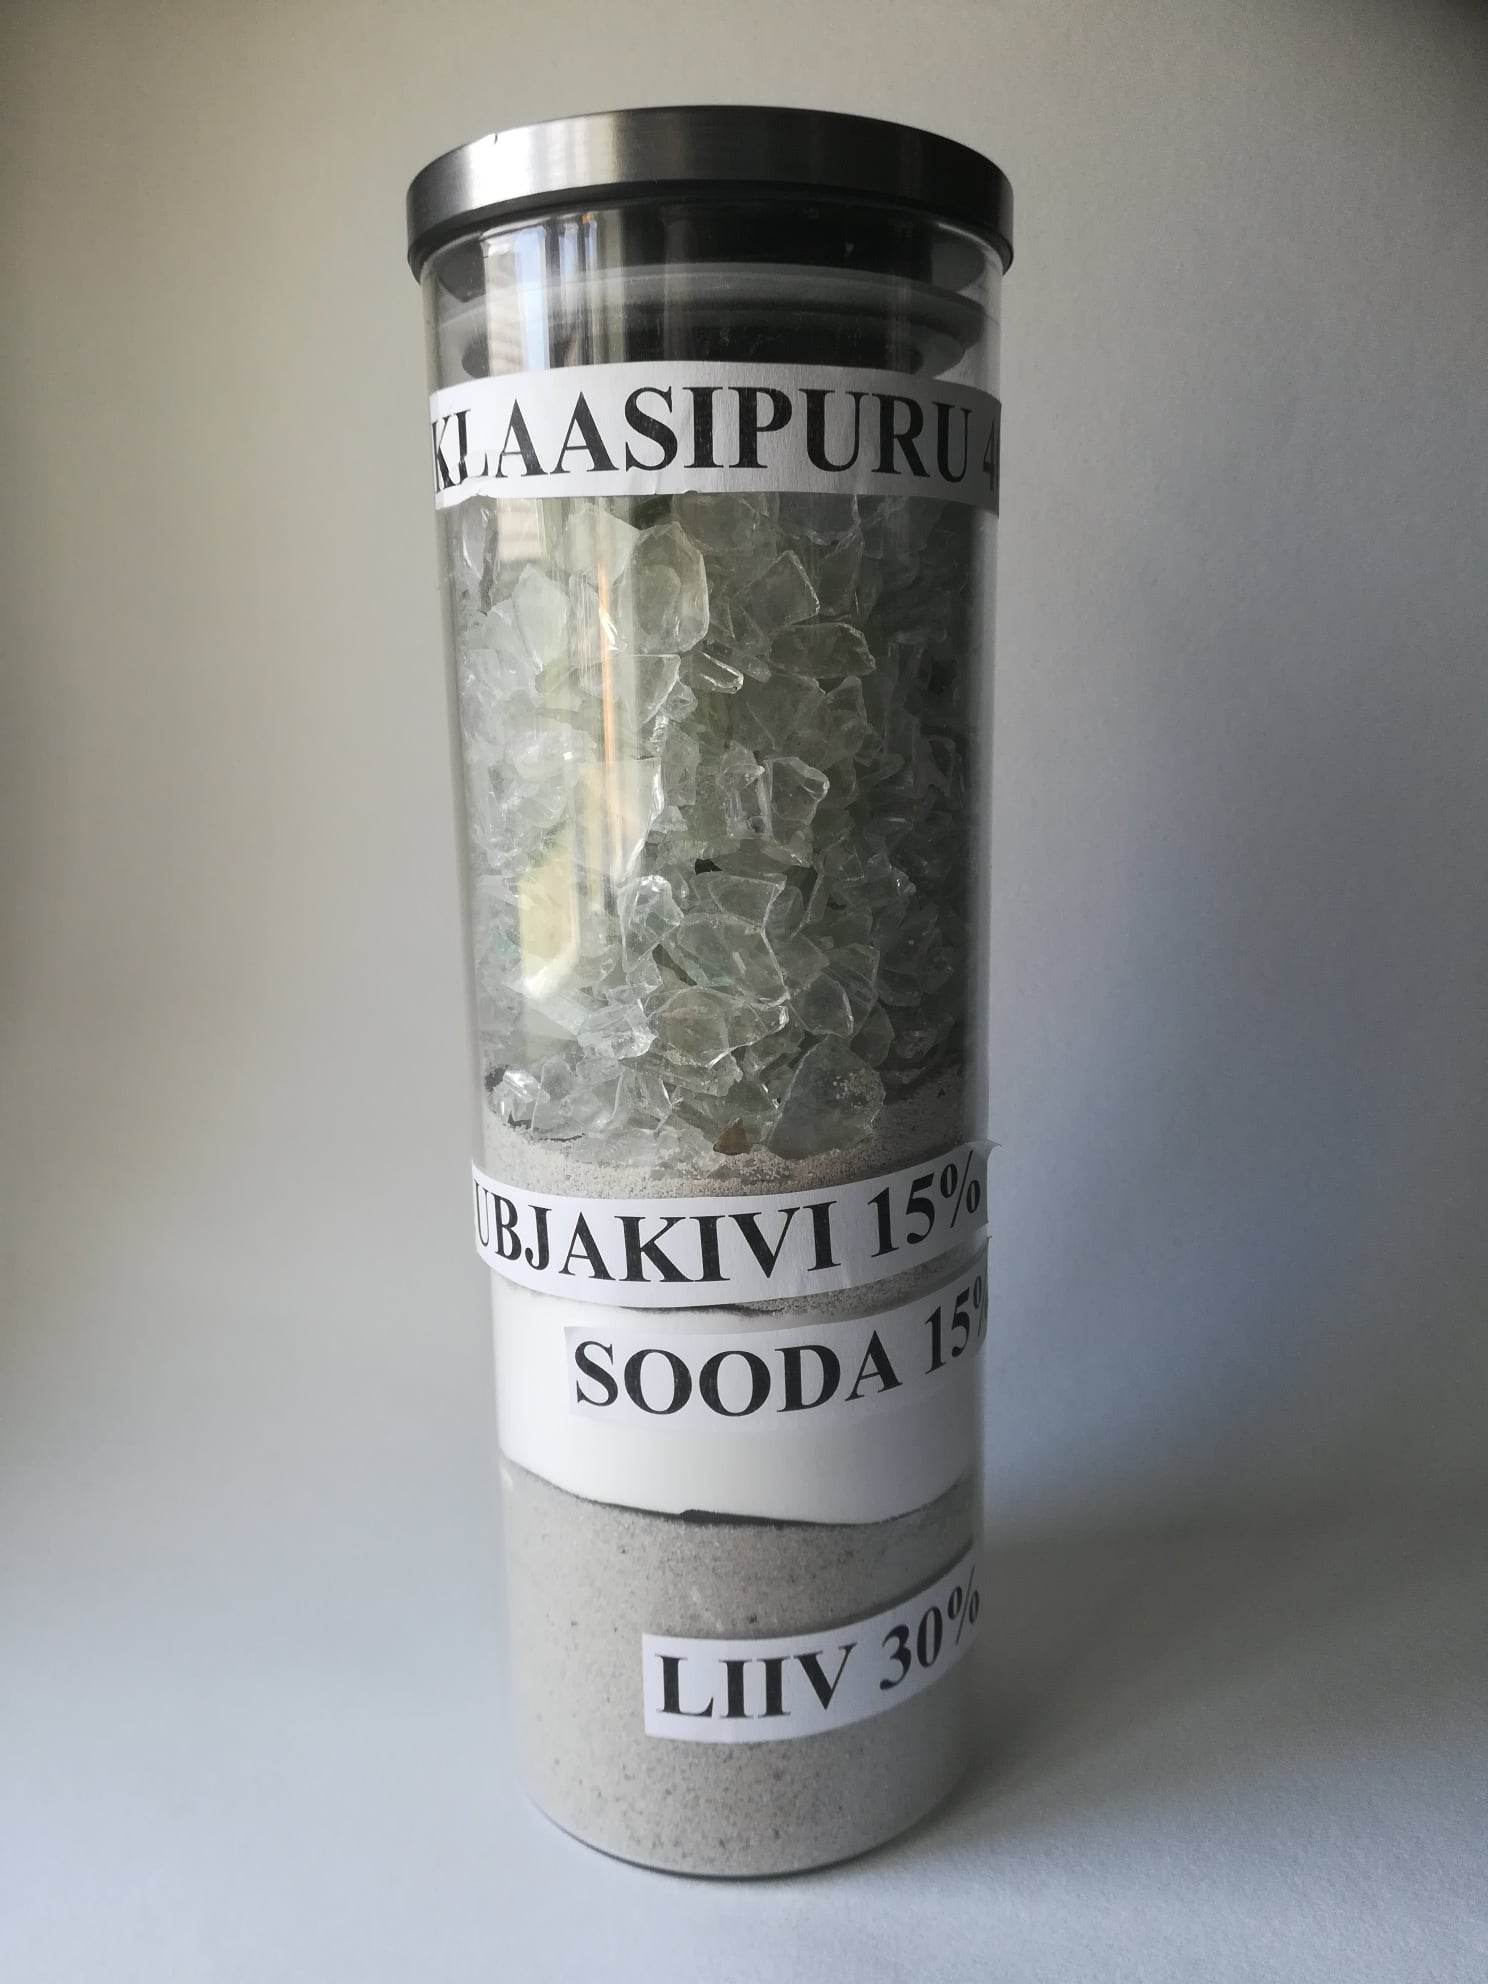 KLAASIPURU 4
UBJAKIVI 15%
SOODA 15%
LIIV 30%